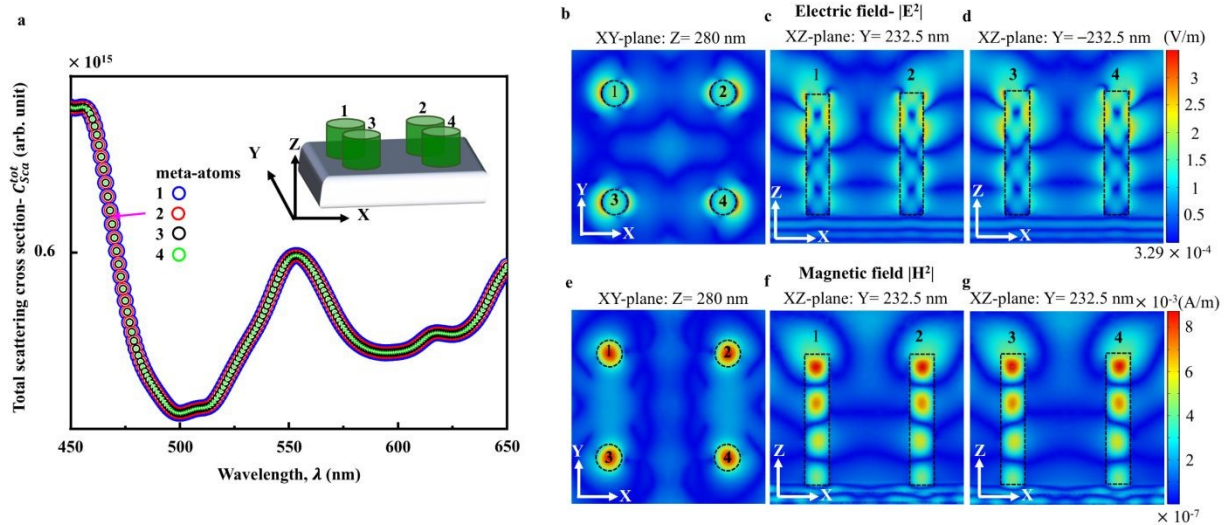 a
× 10¹⁵
Total scattering cross section- C_Sca^tot (arb. unit)
0.6
meta-atoms
1
2
3
4
1
2
3
4
Y
Z
X
450
500
550
600
650
Wavelength, λ (nm)
b
c
Electric field- |E²|
d
XY-plane: Z= 280 nm
XZ-plane: Y= 232.5 nm
XZ-plane: Y= −232.5 nm
(V/m)
1
2
3
4
Y
X
1
2
Z
X
3
4
Z
X
3
2.5
2
1.5
1
0.5
3.29 × 10⁻⁴
e
f
Magnetic field |H²|
g
XY-plane: Z= 280 nm
XZ-plane: Y= 232.5 nm
XZ-plane: Y= 232.5 nm
× 10⁻³(A/m)
1
2
3
4
Y
X
1
2
Z
X
3
4
Z
X
8
6
4
2
× 10⁻⁷